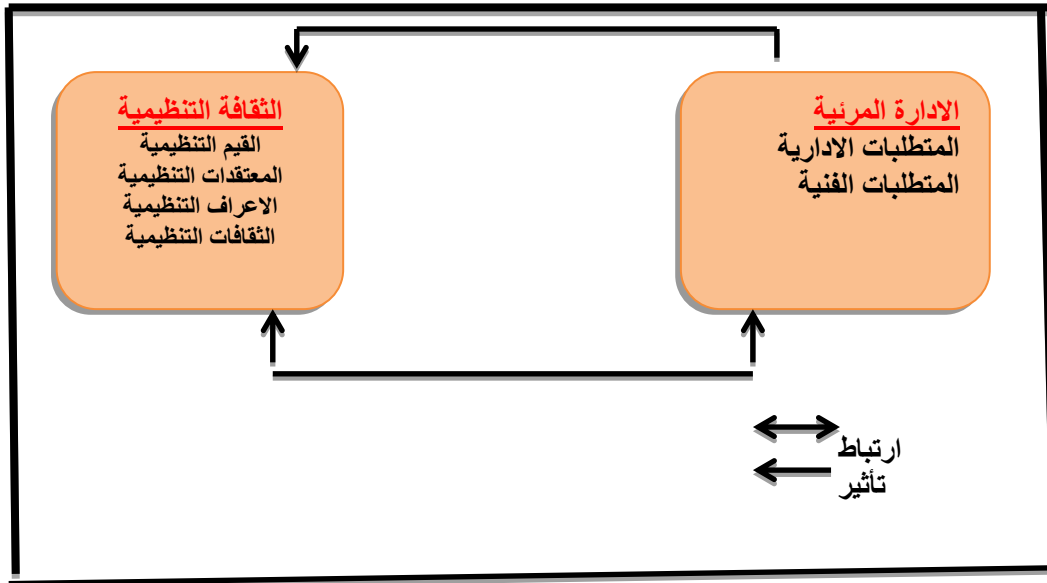 الادارة المرئية
المتطلبات الادارية
المتطلبات الفنية
الثقافة التنظيمية
القيم التنظيمية
المعتقدات التنظيمية
الاعراف التنظيمية
الثقافات التنظيمية
ارتباط
تأثير